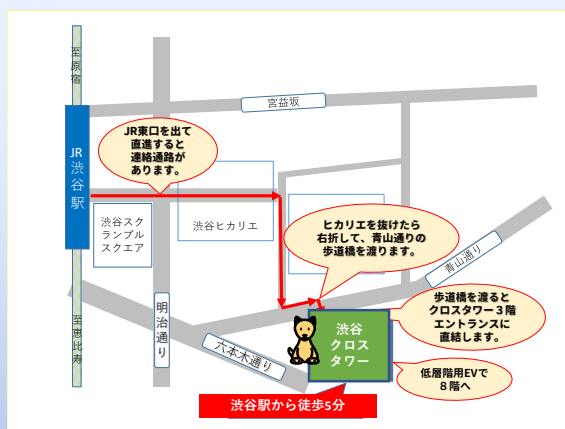 至原宿
宮益坂
JR東口を出て
直進すると
連絡通路が
あります。
JR
渋谷駅
渋谷スク
ランブル
スクエア
渋谷ヒカリエ
ヒカリエを抜けたら
右折して、青山通りの
歩道橋を渡ります。
青山通り
至恵比寿
明治通り
六本木通り
渋谷
クロス
タワー
歩道橋を渡ると
クロスタワー３階
エントランスに
直結します。
低層階用EVで
８階へ
渋谷駅から徒歩5分